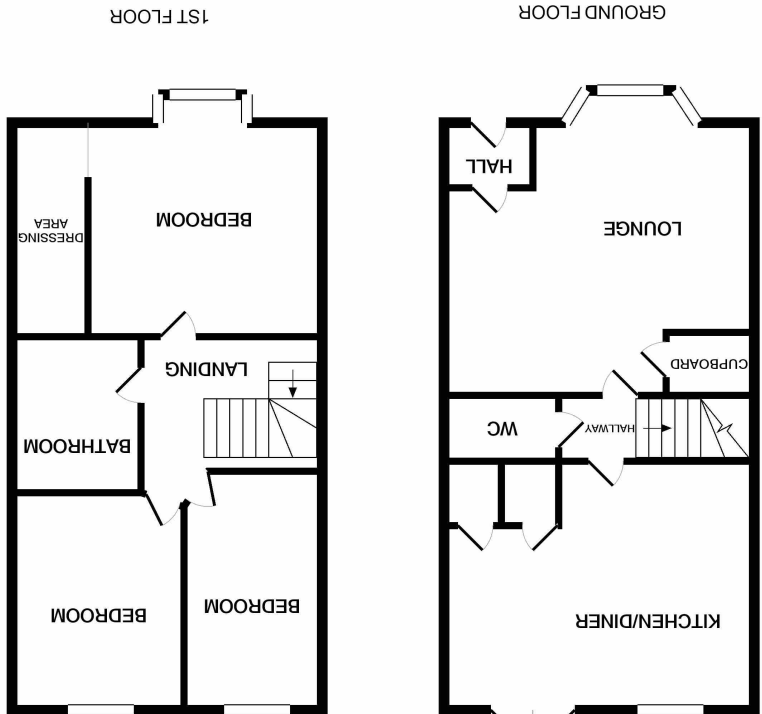 KITCHEN/DINER
HALLWAY
WC
CUPBOARD
LOUNGE
HALL
GROUND FLOOR
BEDROOM
BEDROOM
BATHROOM
LANDING
BEDROOM
DRESSING
AREA
1ST FLOOR